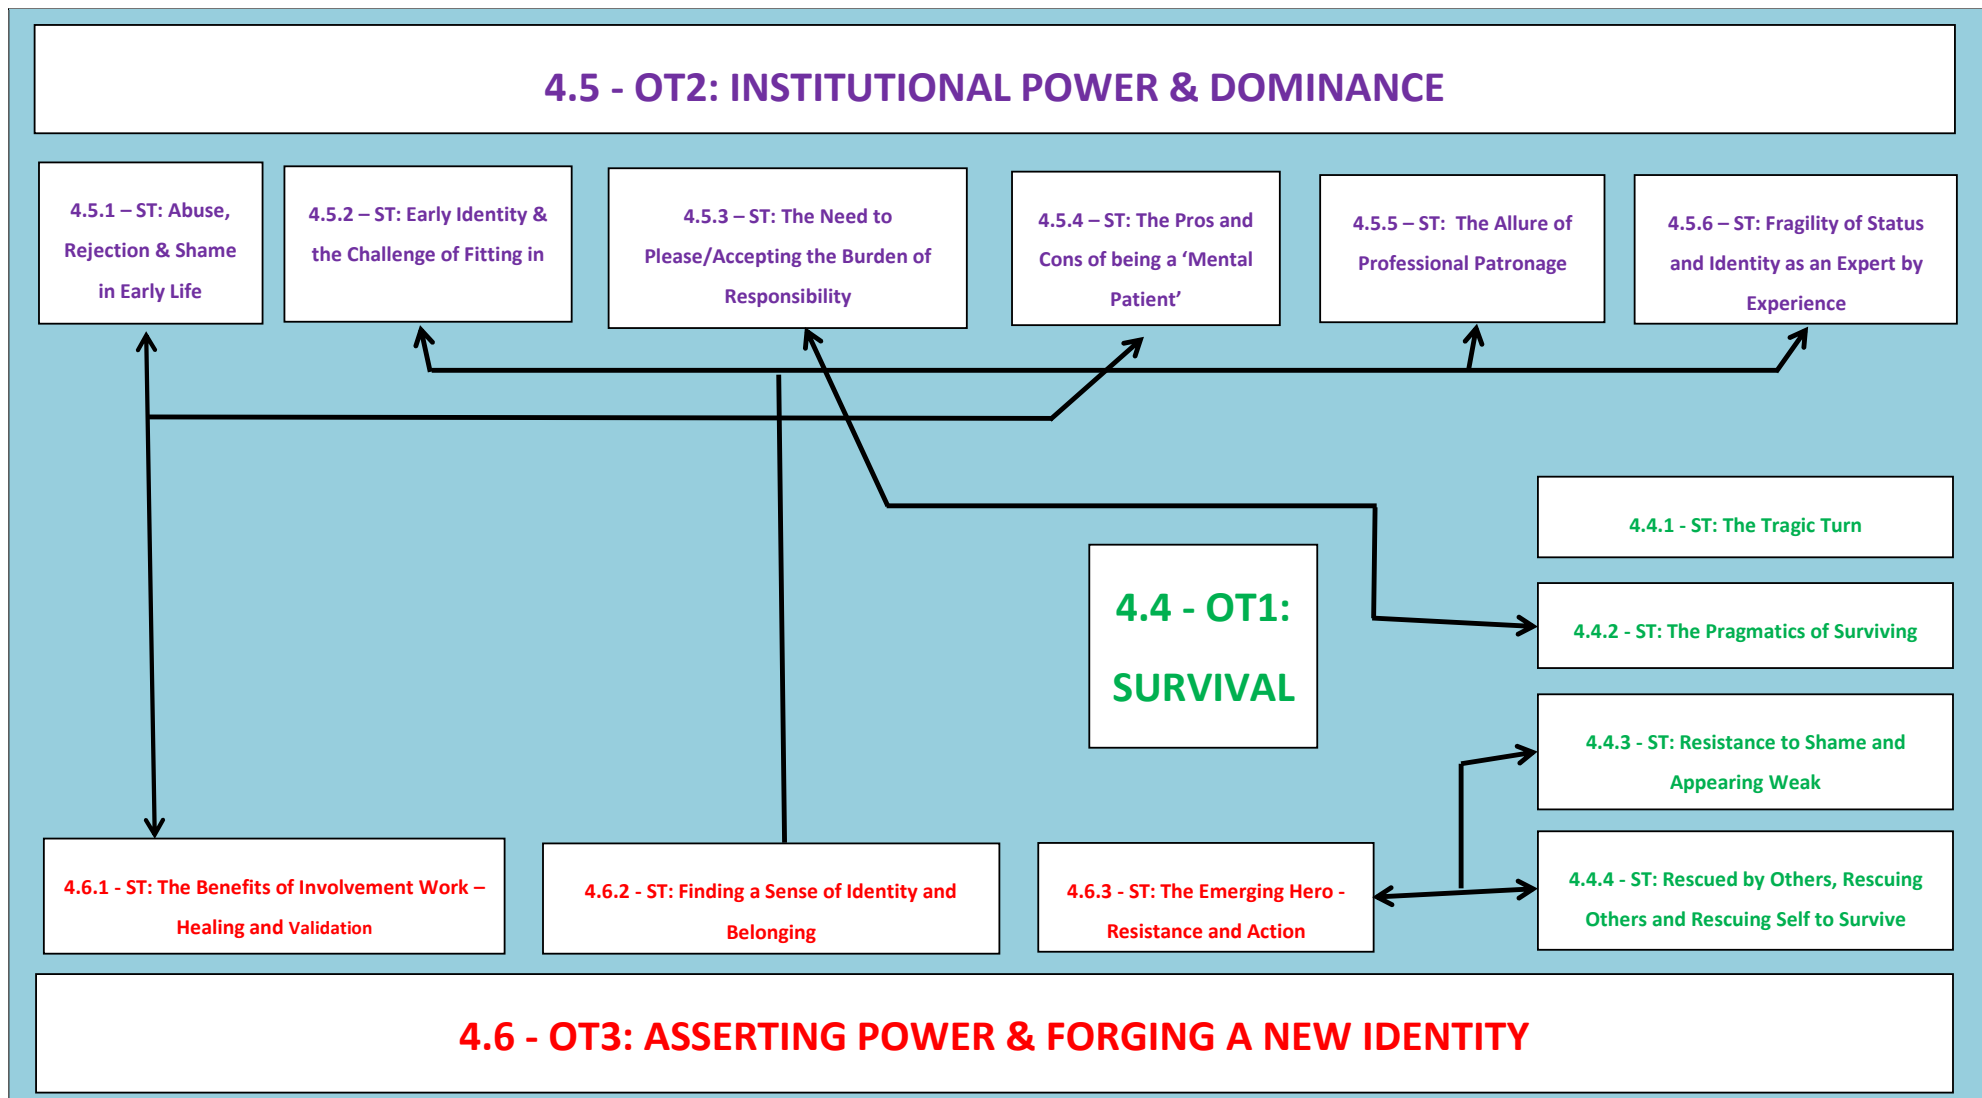 4.5 - OT2: INSTITUTIONAL POWER & DOMINANCE
4.5.1 – ST: Abuse,
Rejection & Shame
in Early Life
4.5.2 – ST: Early Identity &
the Challenge of Fitting in
4.5.3 – ST: The Need to
Please/Accepting the Burden of
Responsibility
4.5.4 – ST: The Pros and
Cons of being a ‘Mental
Patient’
4.5.5 – ST: The Allure of
Professional Patronage
4.5.6 – ST: Fragility of Status
and Identity as an Expert by
Experience
4.4 - OT1:
SURVIVAL
4.4.1 - ST: The Tragic Turn
4.4.2 - ST: The Pragmatics of Surviving
4.4.3 - ST: Resistance to Shame and
Appearing Weak
4.4.4 - ST: Rescued by Others, Rescuing
Others and Rescuing Self to Survive
4.6.1 - ST: The Benefits of Involvement Work –
Healing and Validation
4.6.2 - ST: Finding a Sense of Identity and
Belonging
4.6.3 - ST: The Emerging Hero -
Resistance and Action
4.6 - OT3: ASSERTING POWER & FORGING A NEW IDENTITY